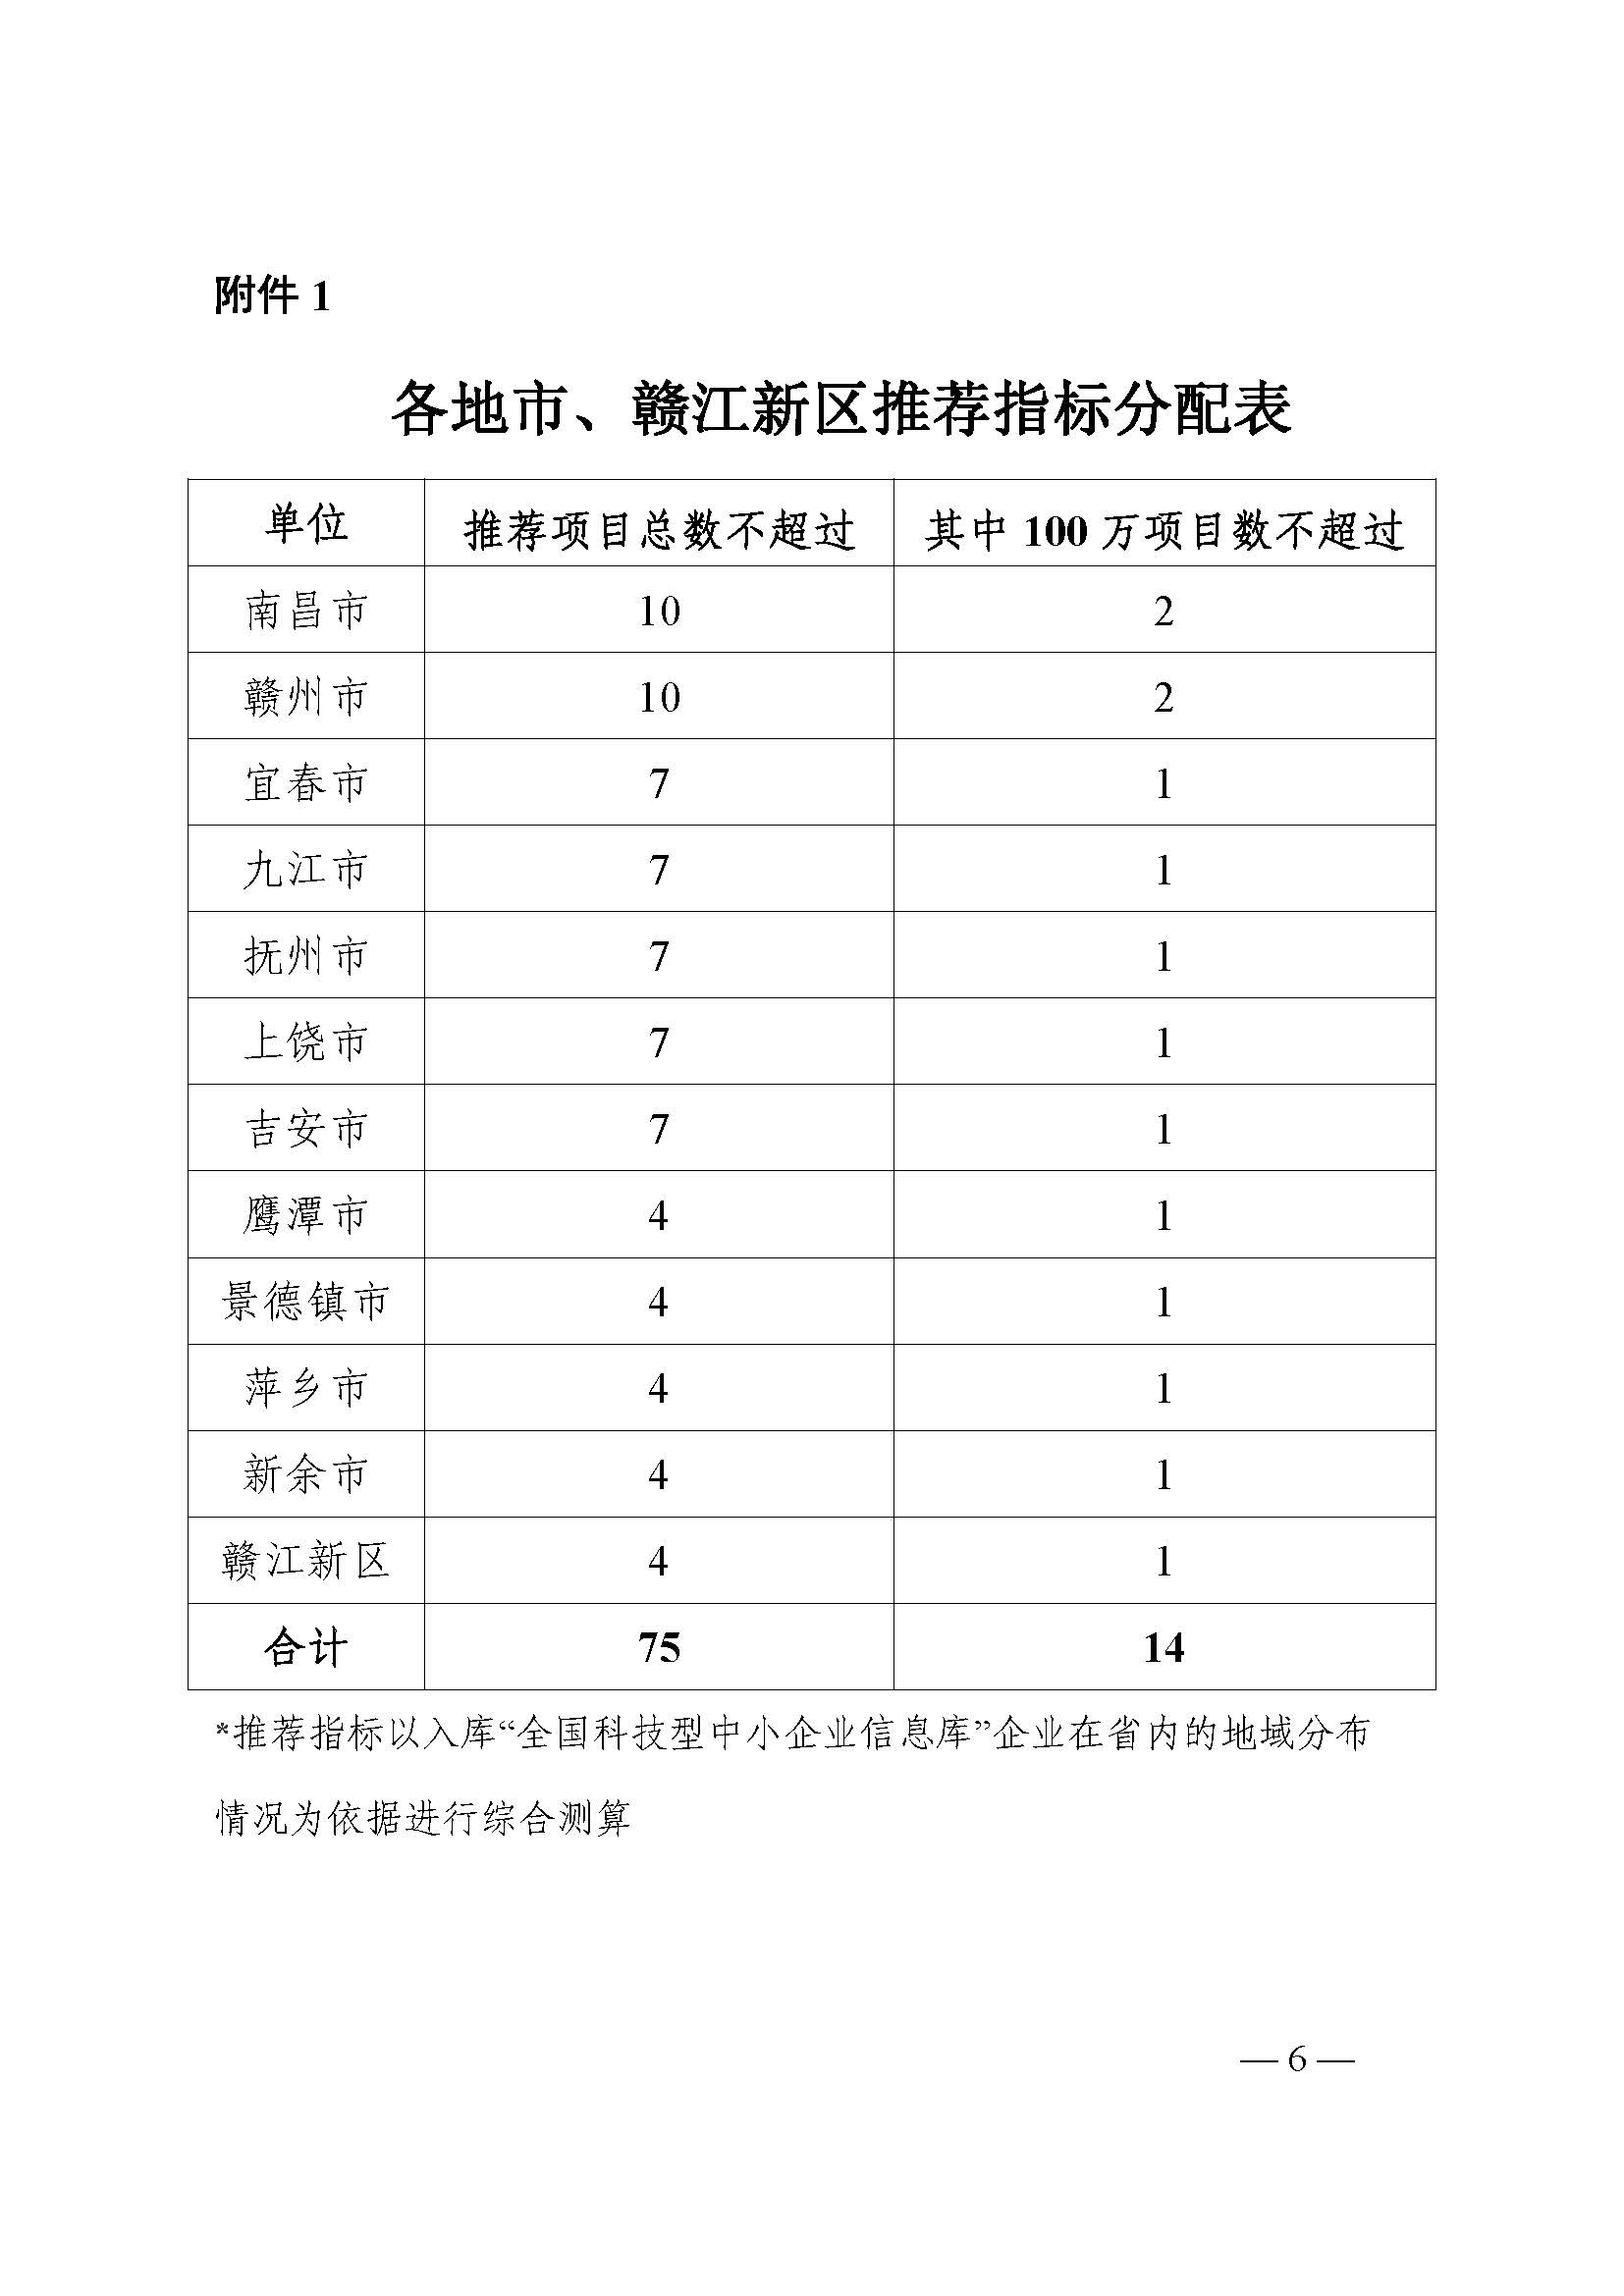 附件 1
各地市、赣江新区推荐指标分配表
单位 推荐项目总数不超过 其中 100 万项目数不超过
南昌市 10 2
赣州市 10 2
宜春市 7 1
九江市 7 1
抚州市 7 1
上饶市 7 1
吉安市 7 1
鹰潭市 4 1
景德镇市 4 1
萍乡市 4 1
新余市 4 1
赣江新区 4 1
合计 75 14
*推荐指标以入库“全国科技型中小企业信息库”企业在省内的地域分布
情况为依据进行综合测算
— 6 —